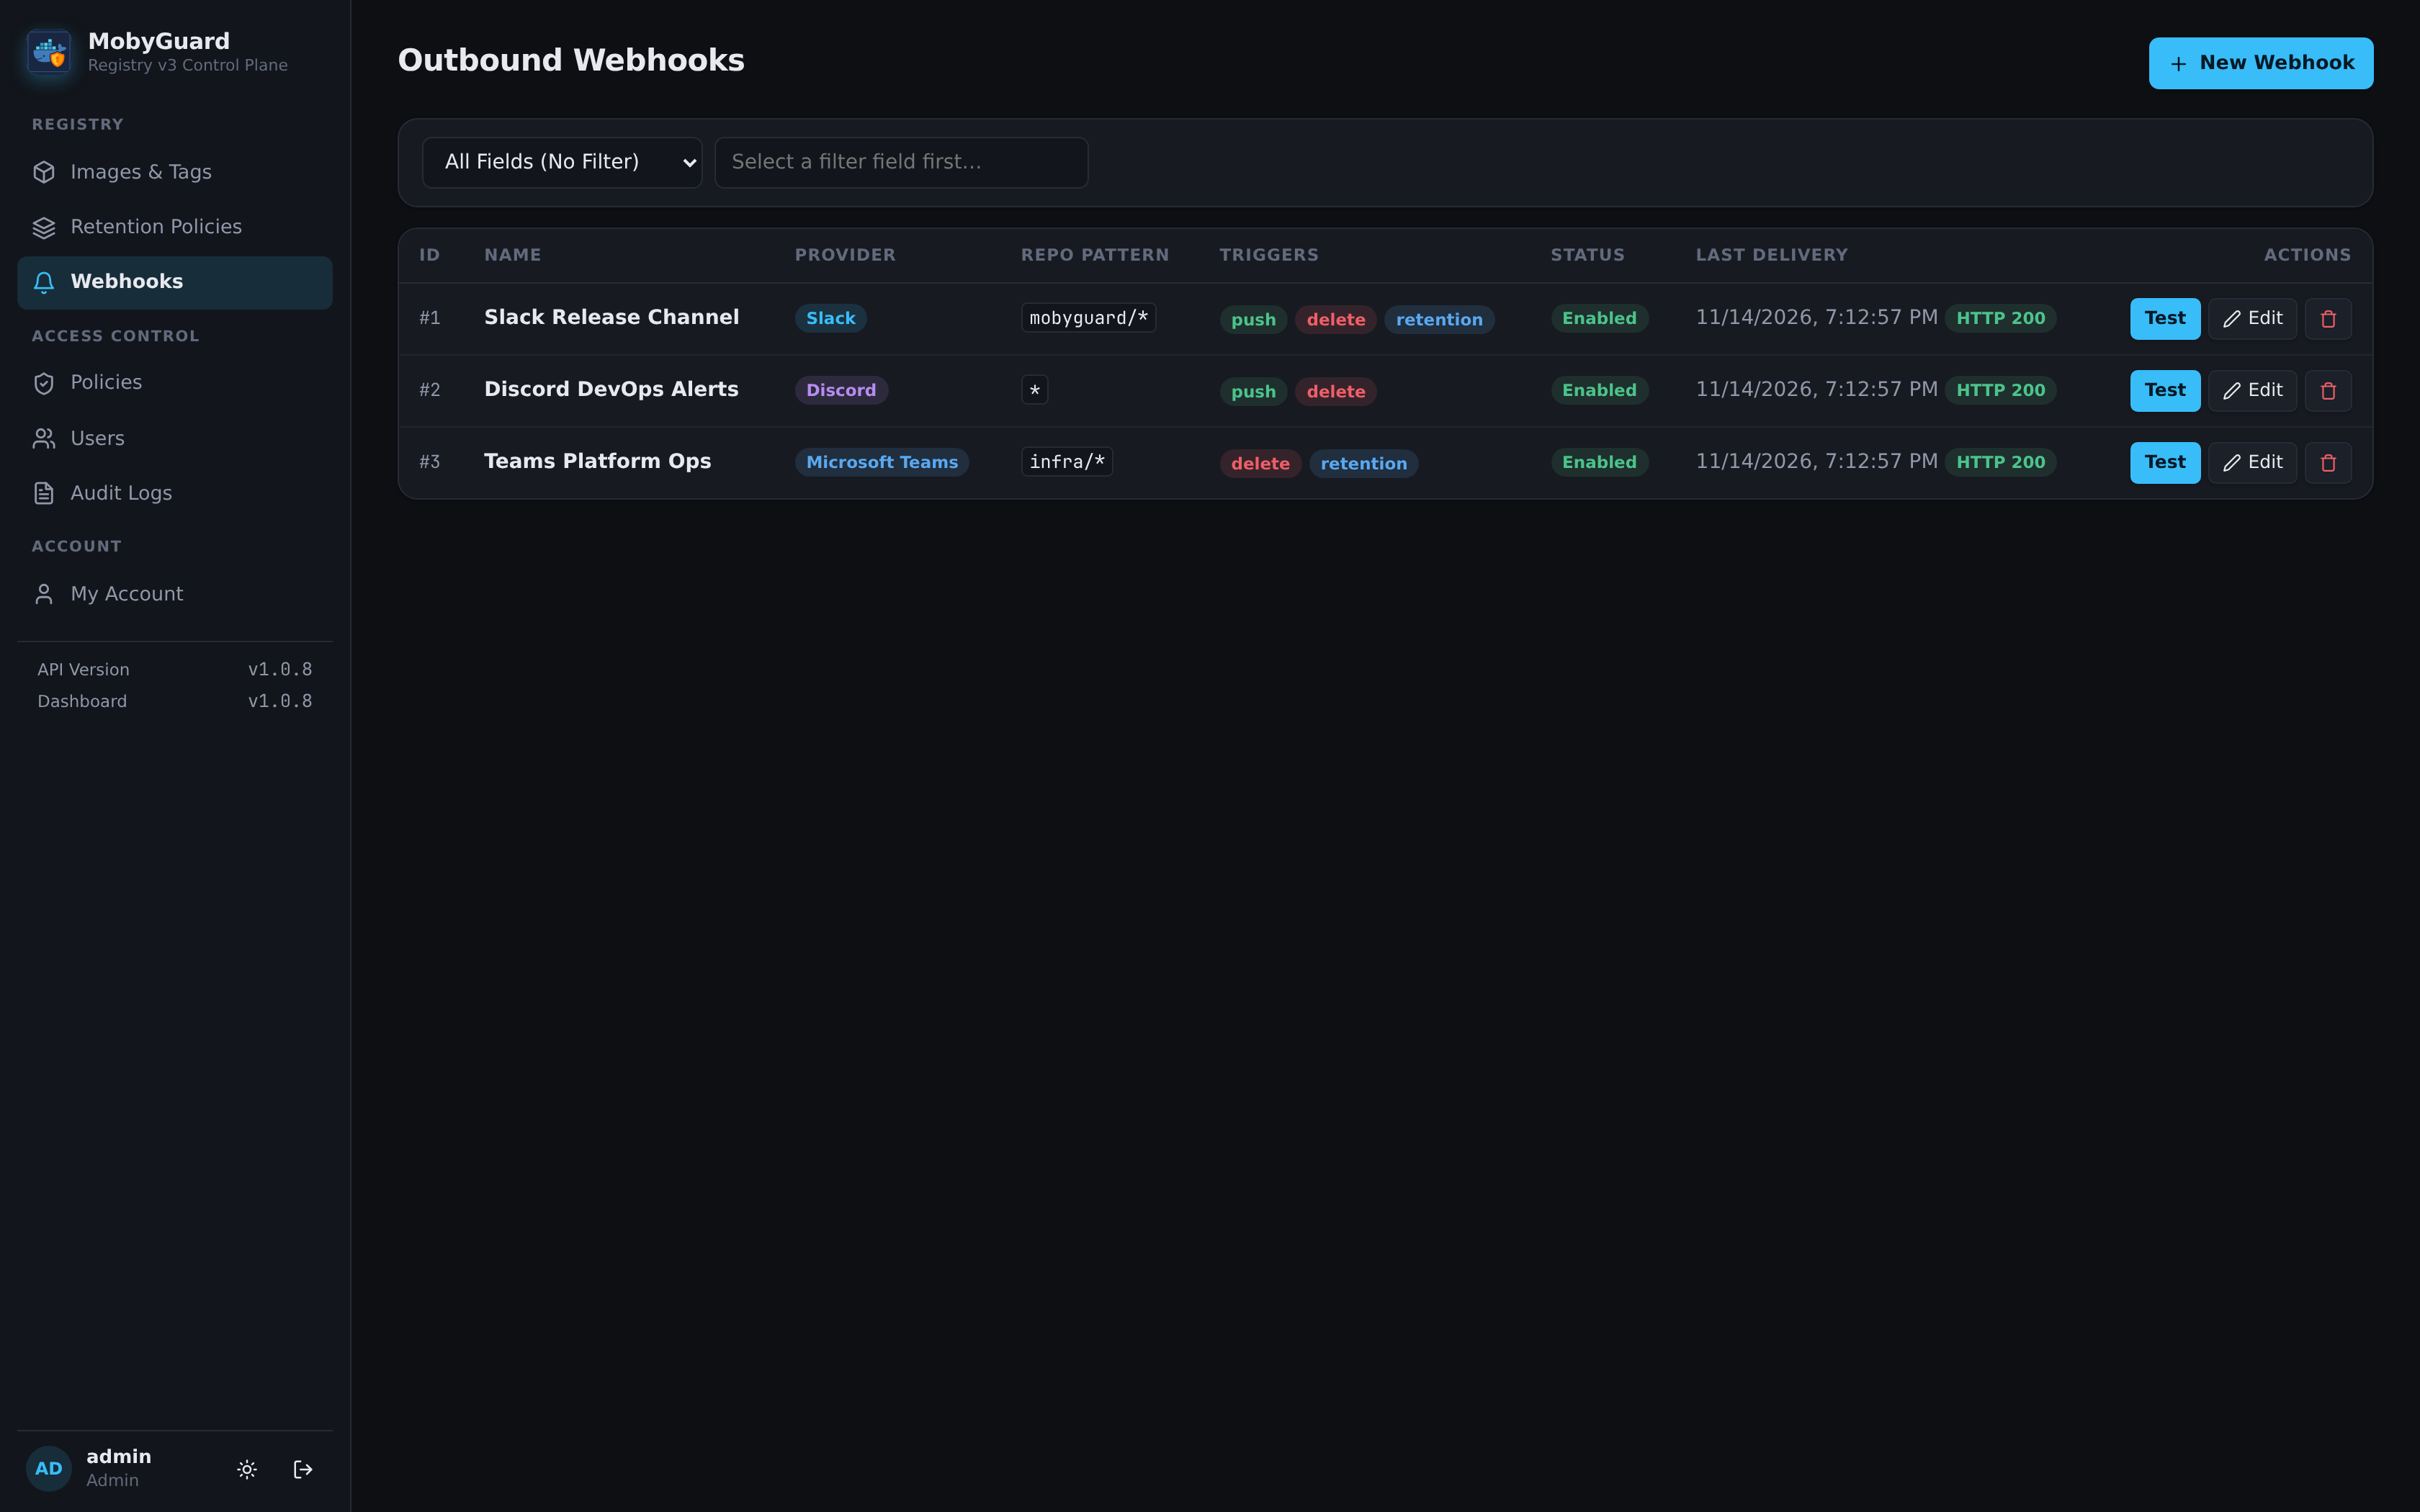 MobyGuard
Registry v3 Control Plane
REGISTRY
Images & Tags
Retention Policies
Webhooks
ACCESS CONTROL
Policies
Users
Audit Logs
ACCOUNT
My Account
API Version v1.0.8
Dashboard v1.0.8
AD admin
Admin
Outbound Webhooks
+ New Webhook
All Fields (No Filter) Select a filter field first...
ID NAME PROVIDER REPO PATTERN TRIGGERS STATUS LAST DELIVERY ACTIONS
#1 Slack Release Channel Slack mobyguard/* push delete retention Enabled 11/14/2026, 7:12:57 PM HTTP 200 Test Edit
#2 Discord DevOps Alerts Discord * push delete Enabled 11/14/2026, 7:12:57 PM HTTP 200 Test Edit
#3 Teams Platform Ops Microsoft Teams infra/* delete retention Enabled 11/14/2026, 7:12:57 PM HTTP 200 Test Edit